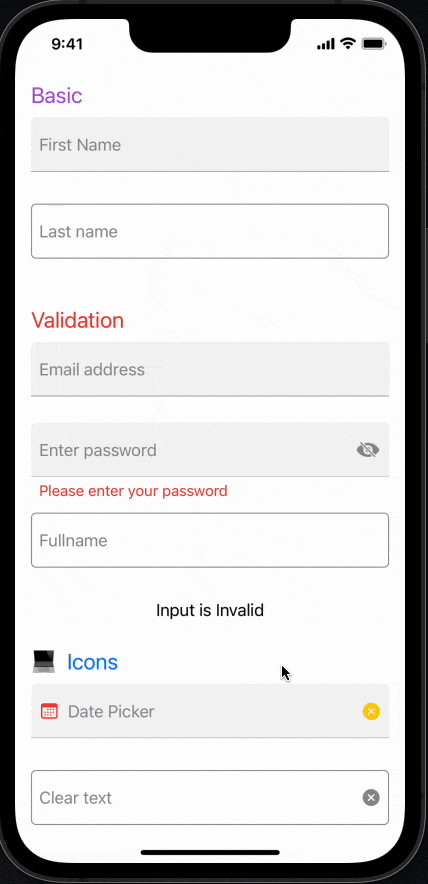 9:41
Basic
First Name
Last name
Validation
Email address
Enter password
Please enter your password
Fullname
Input is Invalid
Icons
Date Picker
Clear text